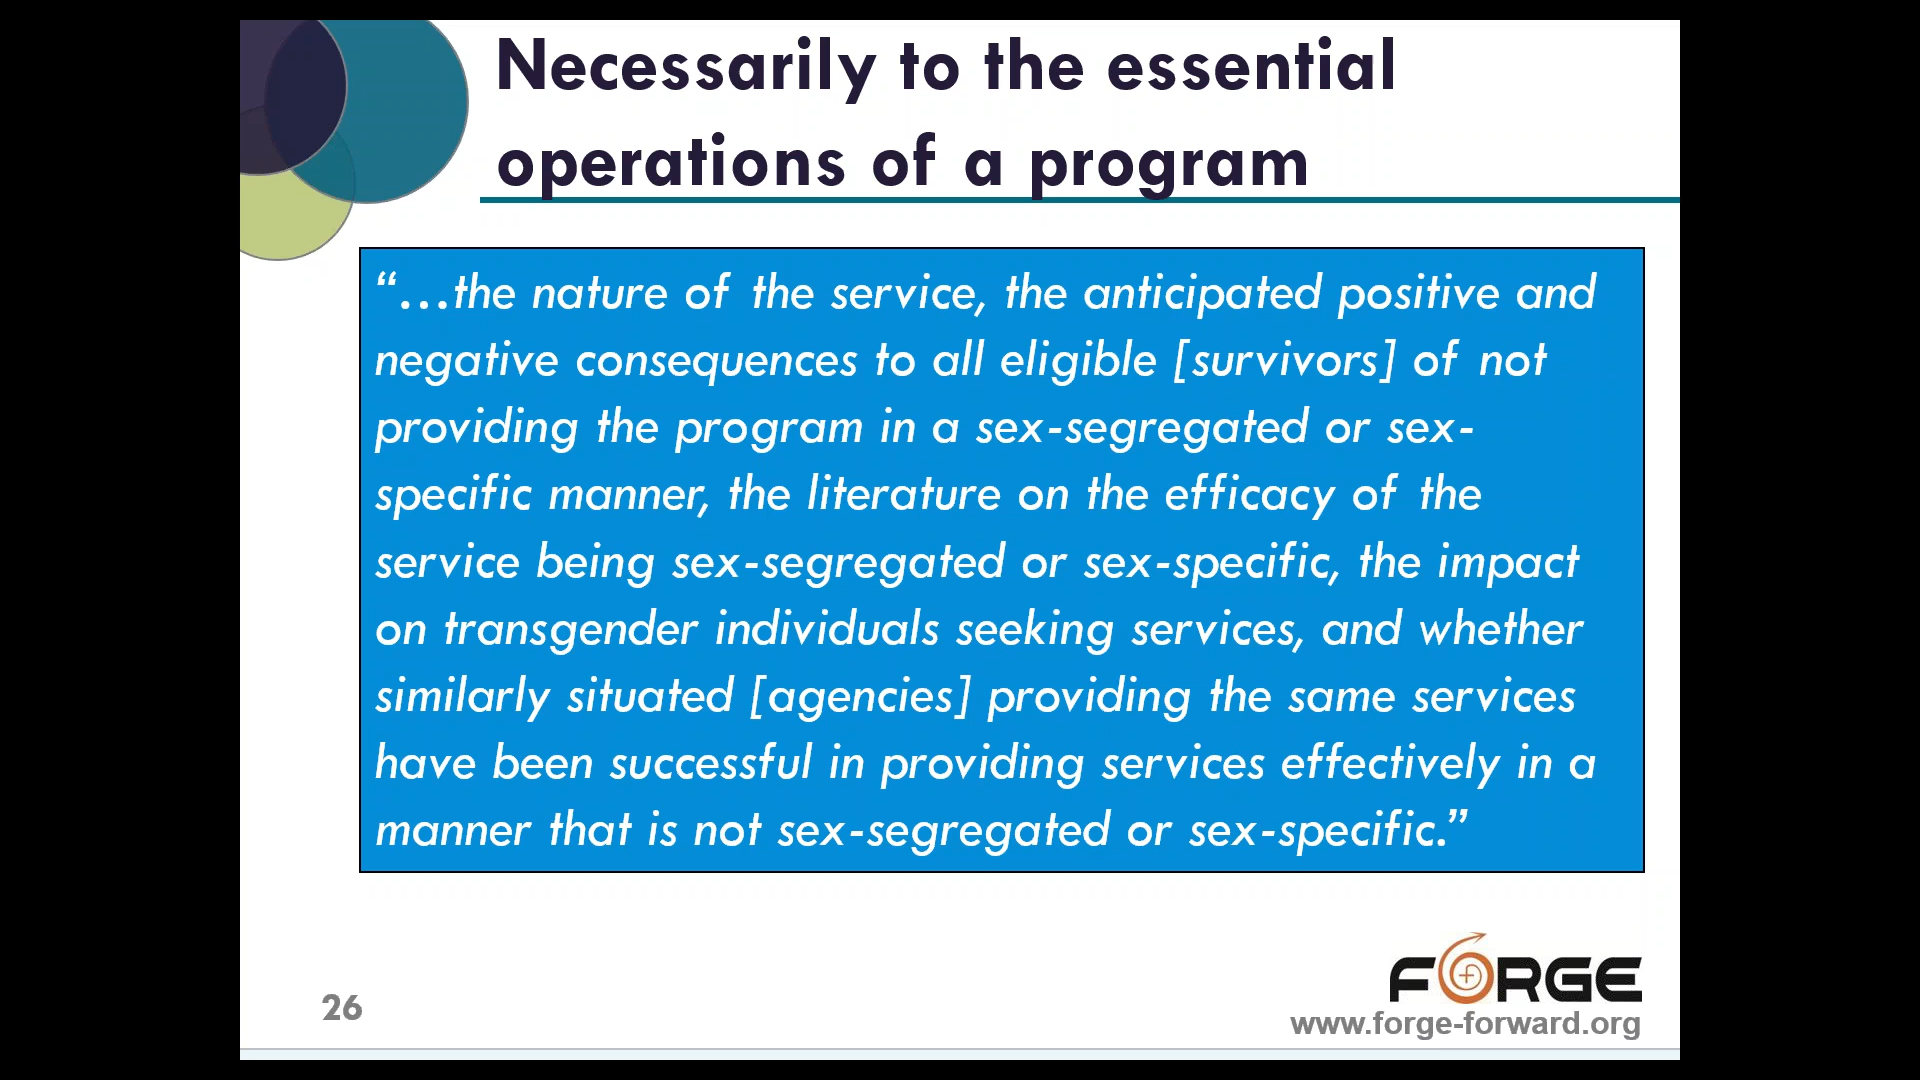 Necessarily to the essential
operations of a program
“…the nature of the service, the anticipated positive and
negative consequences to all eligible [survivors] of not
providing the program in a sex-segregated or sex-
specific manner, the literature on the efficacy of the
service being sex-segregated or sex-specific, the impact
on transgender individuals seeking services, and whether
similarly situated [agencies] providing the same services
have been successful in providing services effectively in a
manner that is not sex-segregated or sex-specific.”
FORGE
26
www.forge-forward.org